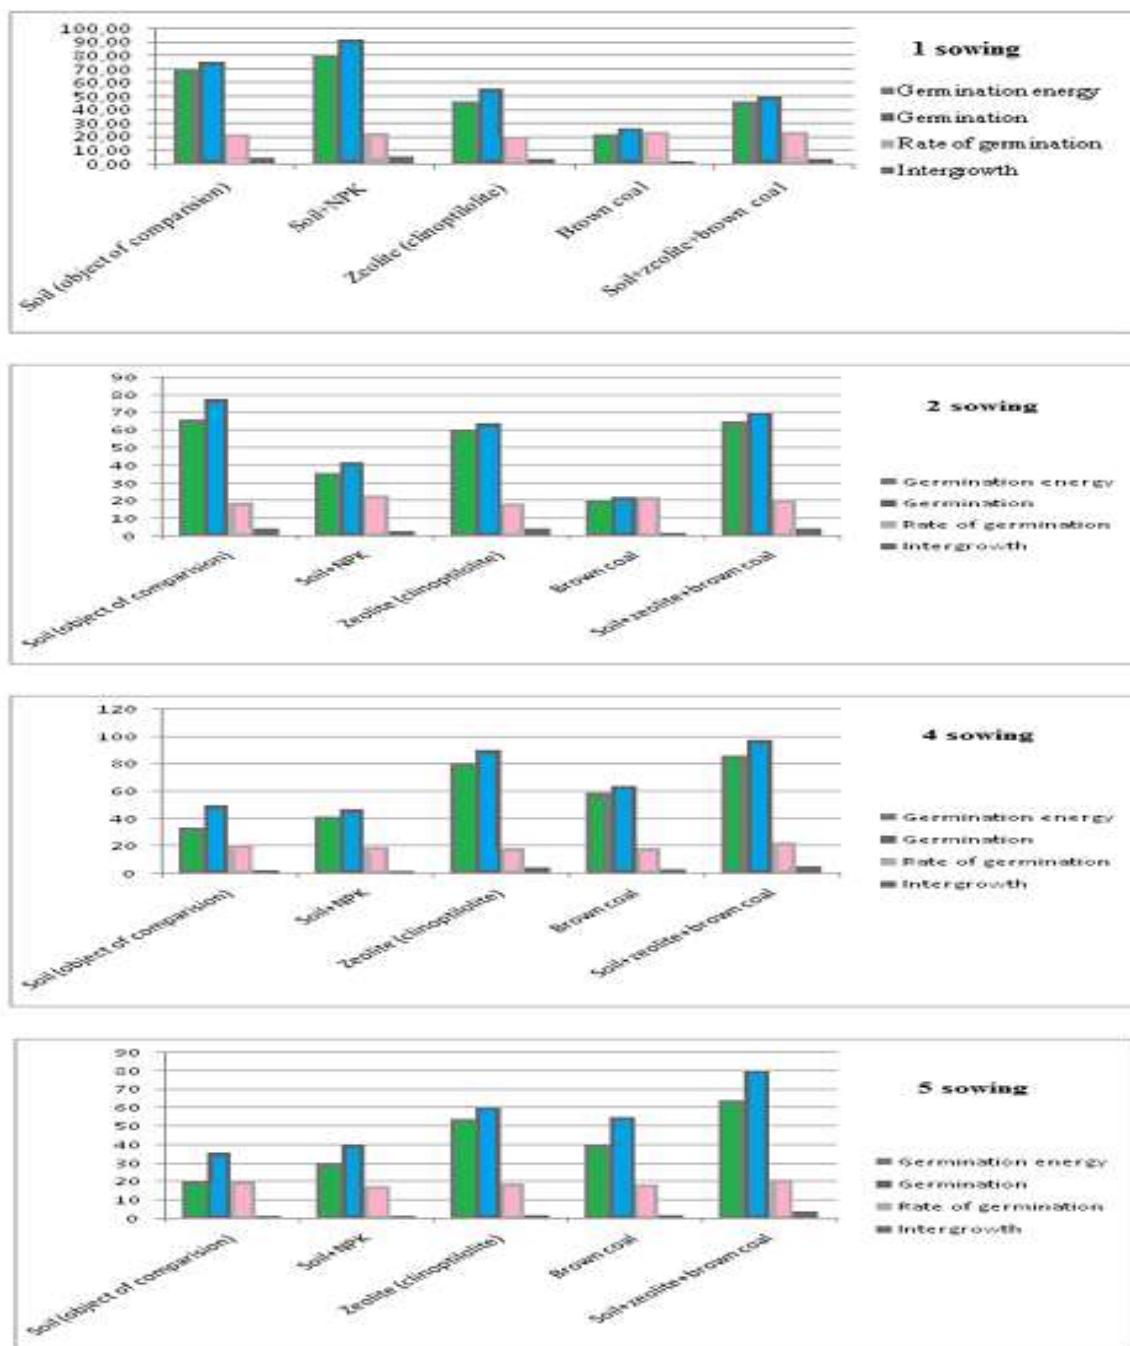 100,00
90,00
80,00
70,00
60,00
50,00
40,00
30,00
20,00
10,00
0,00
Soil (object of comparision)
Soil+NPK
Zeolite (clinoptilolite)
Brown coal
Soil+zeolite+brown coal
1 sowing
Germination energy
Germination
Rate of germination
Intergrowth
90
80
70
60
50
40
30
20
10
0
Soil (object of comparision)
Soil+NPK
Zeolite (clinoptilolite)
Brown coal
Soil+zeolite+brown coal
2 sowing
Germination energy
Germination
Rate of germination
Intergrowth
120
100
80
60
40
20
0
Soil (object of comparision)
Soil+NPK
Zeolite (clinoptilolite)
Brown coal
Soil+zeolite+brown coal
4 sowing
Germination energy
Germination
Rate of germination
Intergrowth
90
80
70
60
50
40
30
20
10
0
Soil (object of comparision)
Soil+NPK
Zeolite (clinoptilolite)
Brown coal
Soil+zeolite+brown coal
5 sowing
Germination energy
Germination
Rate of germination
Intergrowth